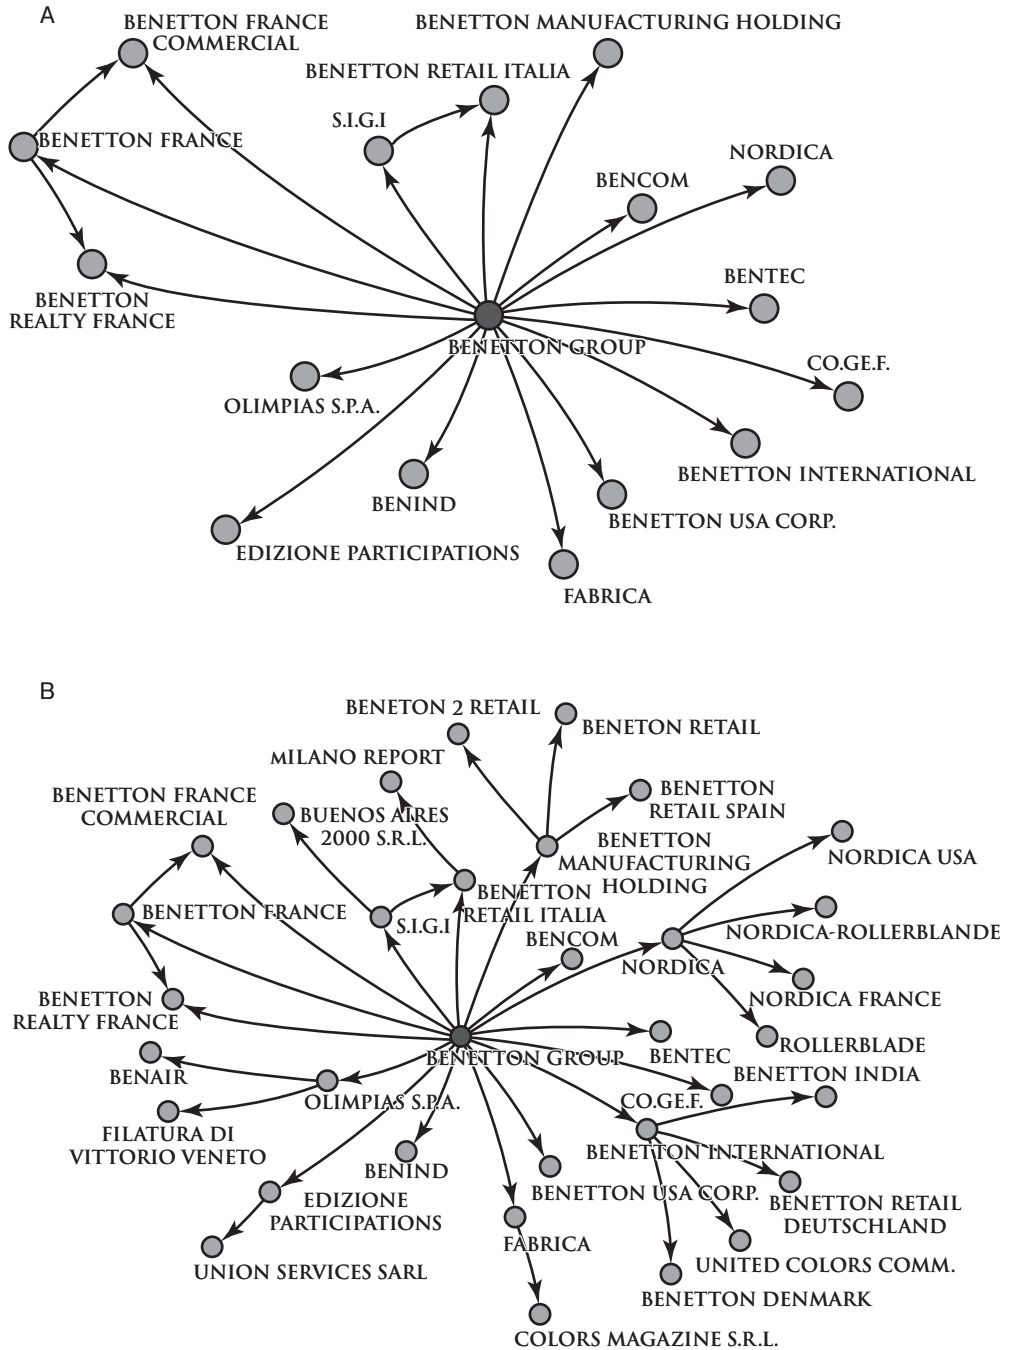 A
BENETTON FRANCE
COMMERCIAL
BENETTON MANUFACTURING HOLDING
BENETTON RETAIL ITALIA
S.I.G.I
BENETTON FRANCE
NORDICA
BENCOM
BENTEC
BENETTON
REALTY FRANCE
BENETTON GROUP
CO.GE.F.
OLIMPIAS S.P.A.
BENETTON INTERNATIONAL
BENIND
BENETTON USA CORP.
EDIZIONE PARTICIPATIONS
FABRICA
B
BENETON 2 RETAIL
BENETON RETAIL
MILANO REPORT
BENETTON
RETAIL SPAIN
BENETTON FRANCE
COMMERCIAL
BUENOS AIRES
2000 S.R.L.
BENETTON
MANUFACTURING
HOLDING
NORDICA USA
BENETTON FRANCE
S.I.G.I
BENETTON
RETAIL ITALIA
BENCOM
NORDICA-ROLLERBLANDE
NORDICA
NORDICA FRANCE
BENETTON
REALTY FRANCE
ROLLERBLADE
BENETTON GROUP
BENTEC
BENAIR
BENETTON INDIA
OLIMPIAS S.P.A.
CO.GE.F.
FILATURA DI
VITTORIO VENETO
BENETTON INTERNATIONAL
BENIND
BENETTON USA CORP.
BENETTON RETAIL
DEUTSCHLAND
EDIZIONE
PARTICIPATIONS
FABRICA
UNITED COLORS COMM.
UNION SERVICES SARL
BENETTON DENMARK
COLORS MAGAZINE S.R.L.